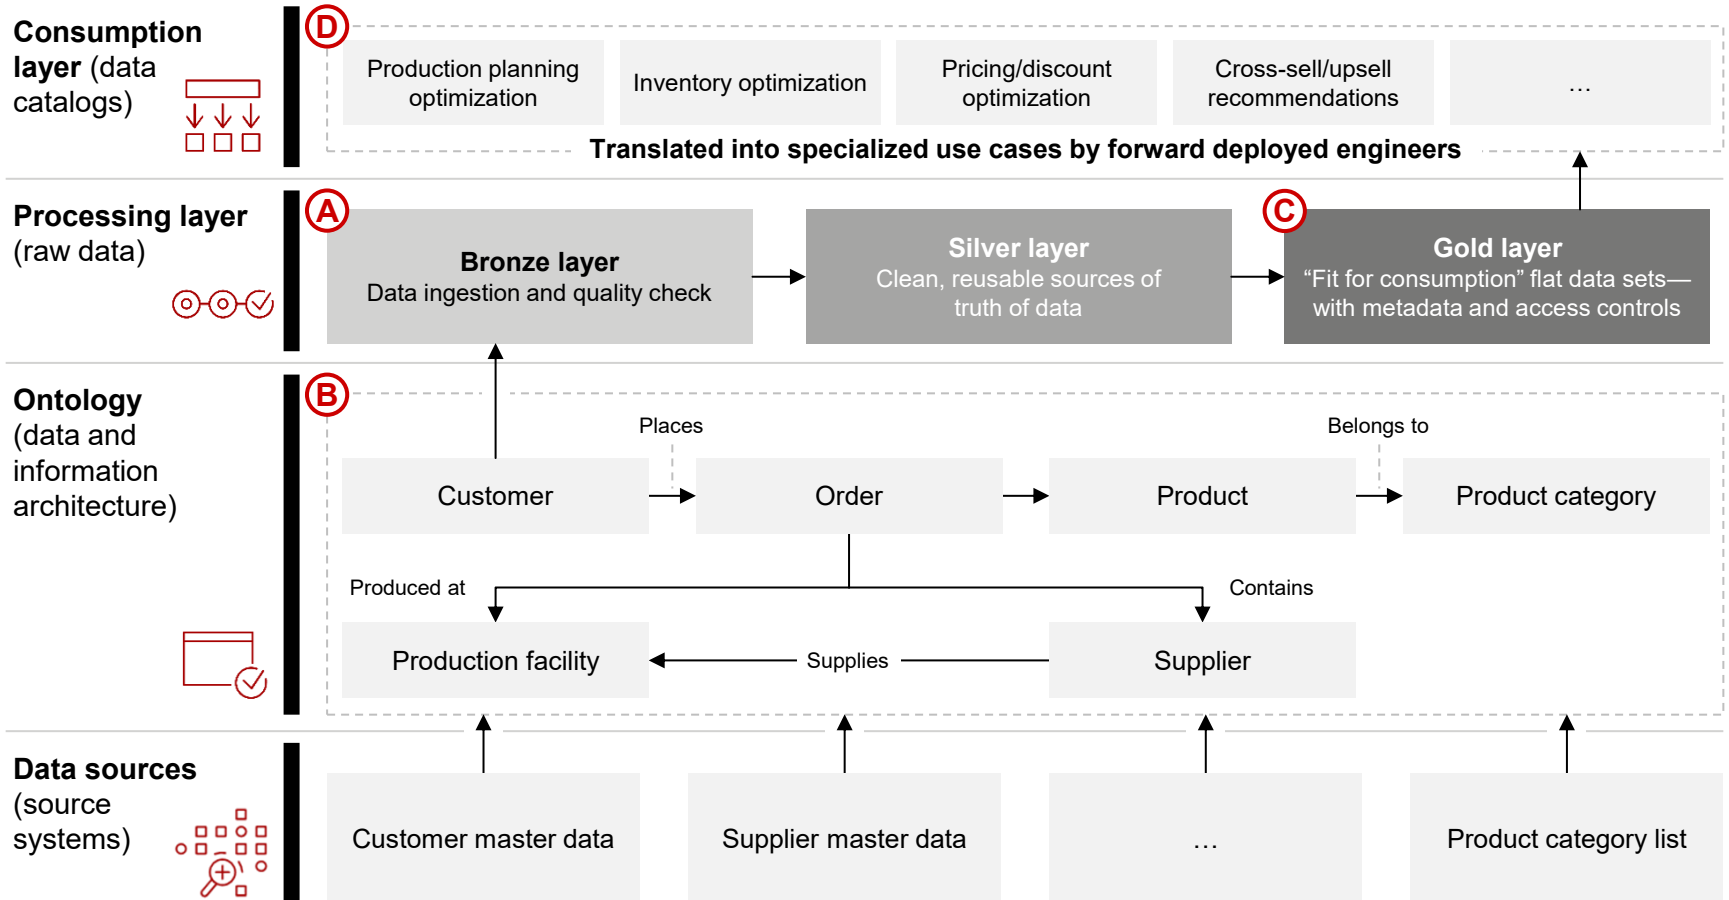 Consumption
layer (data
catalogs)
D
Production planning
optimization
Inventory optimization
Pricing/discount
optimization
Cross-sell/upsell
recommendations
…
Translated into specialized use cases by forward deployed engineers
Processing layer
(raw data)
A
Bronze layer
Data ingestion and quality check
Silver layer
Clean, reusable sources of
truth of data
C
Gold layer
“Fit for consumption” flat data sets—
with metadata and access controls
Ontology
(data and
information
architecture)
B
Places
Belongs to
Customer
Order
Product
Product category
Produced at
Contains
Production facility
Supplies
Supplier
Data sources
(source
systems)
Customer master data
Supplier master data
…
Product category list